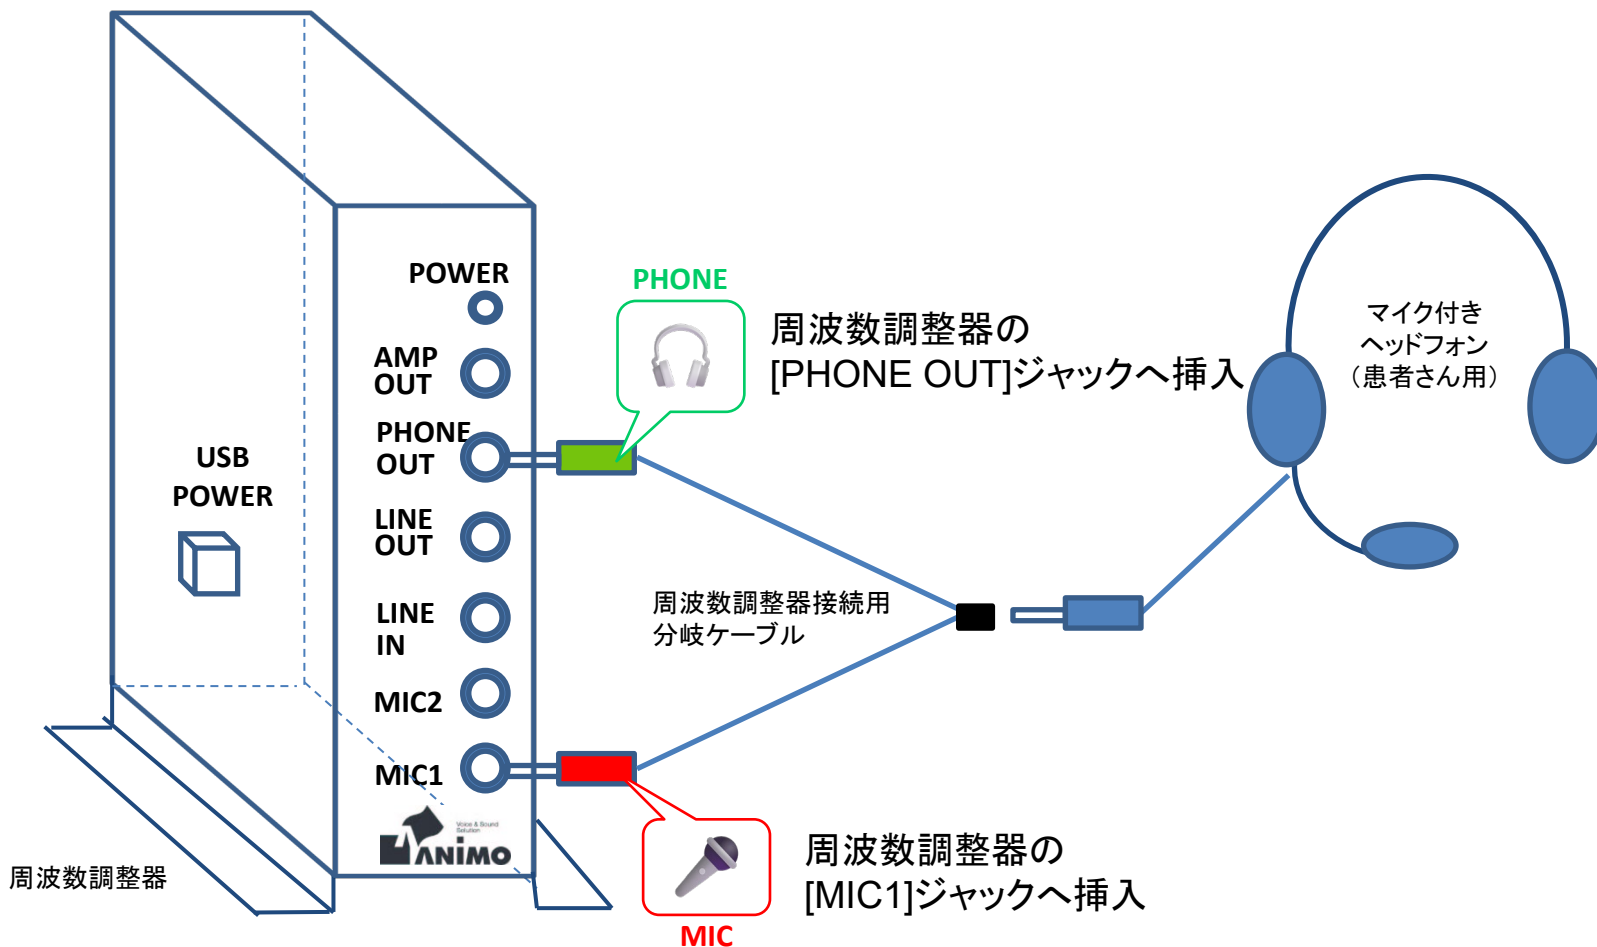 POWER
AMP
OUT
PHONE
OUT
LINE
OUT
LINE
IN
MIC2
MIC1
Voice & Sound
Solution
ANIMO
USB
POWER
周波数調整器
PHONE
周波数調整器の
[PHONE OUT]ジャックへ挿入
周波数調整器接続用
分岐ケーブル
マイク付き
ヘッドフォン
（患者さん用）
周波数調整器の
[MIC1]ジャックへ挿入
MIC